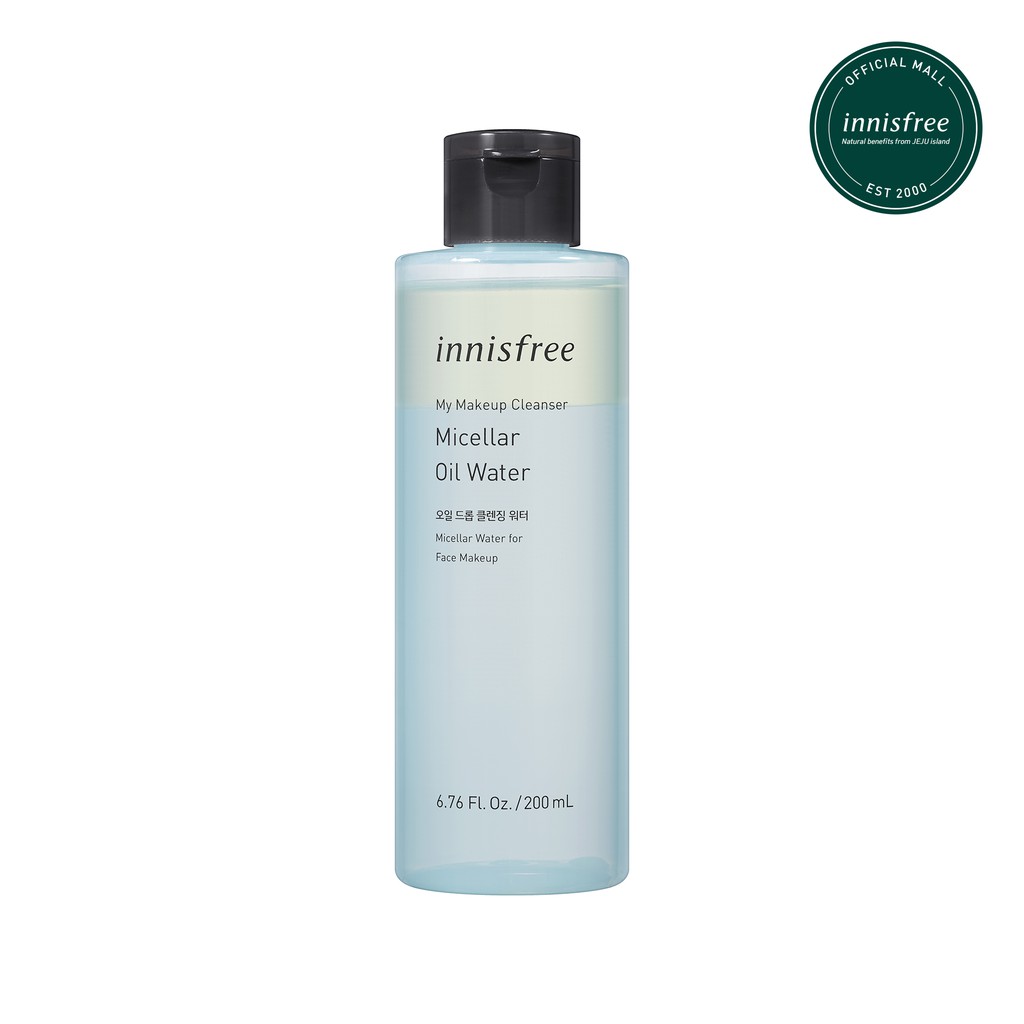 OFFICIAL MALL
innisfree
Natural benefits from JEJU island
EST 2000
innisfree
My Makeup Cleanser
Micellar
Oil Water
오일 드롭 클렌징 워터
Micellar Water for
Face Makeup
6.76 Fl. Oz. / 200 mL